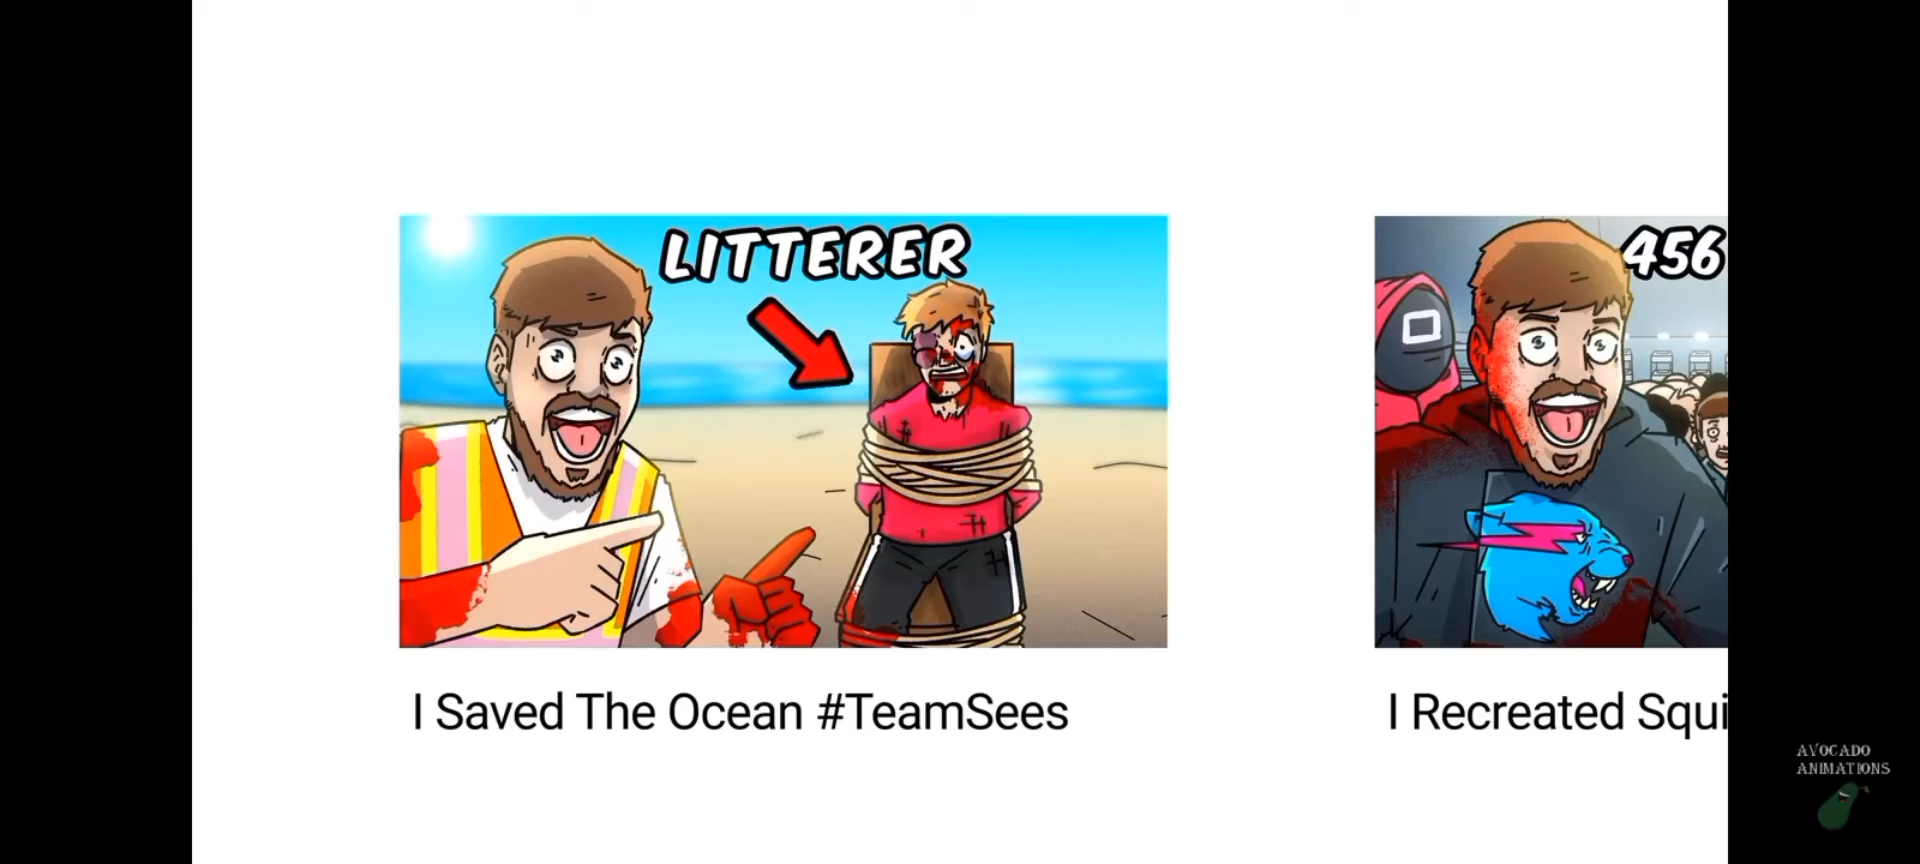 LITTERER
456
I Saved The Ocean #TeamSees
I Recreated Squi
AVOCADO
ANIMATIONS